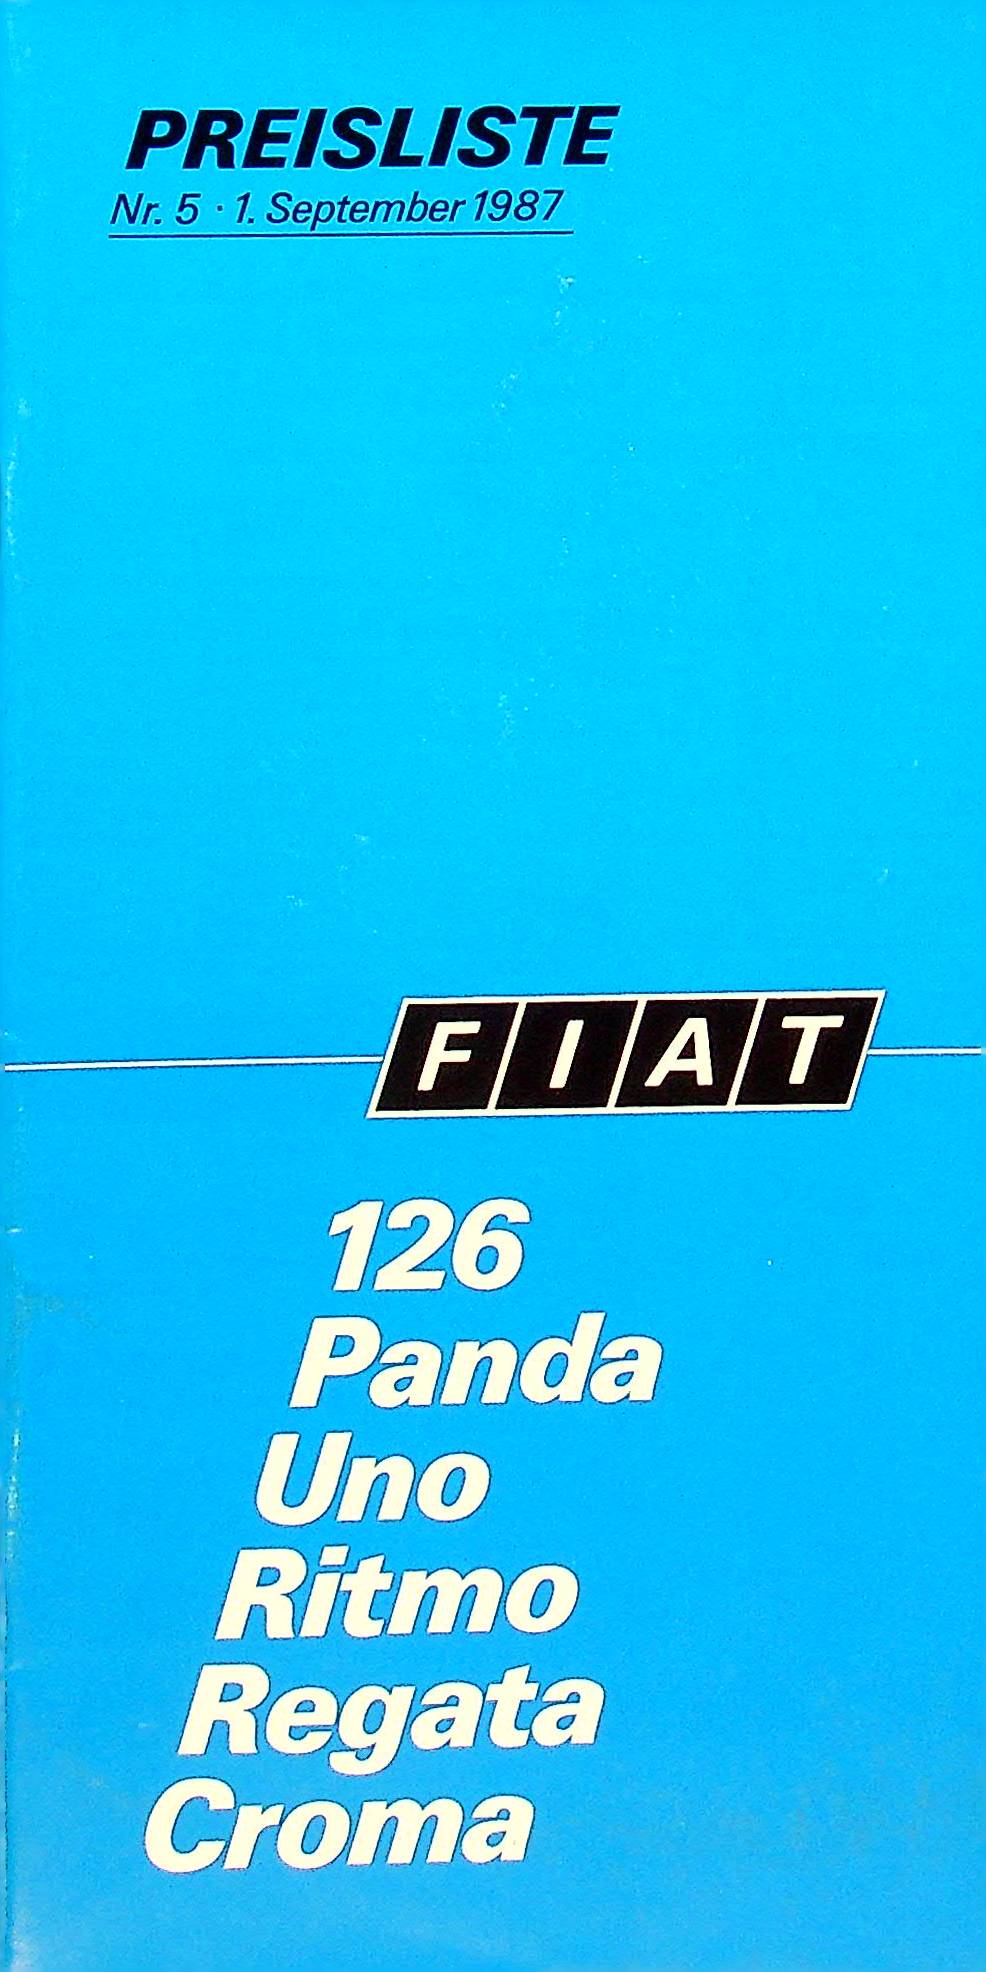 PREISLISTE
Nr. 5 · 1. September 1987
FIAT
126
Panda
Uno
Ritmo
Regata
Croma